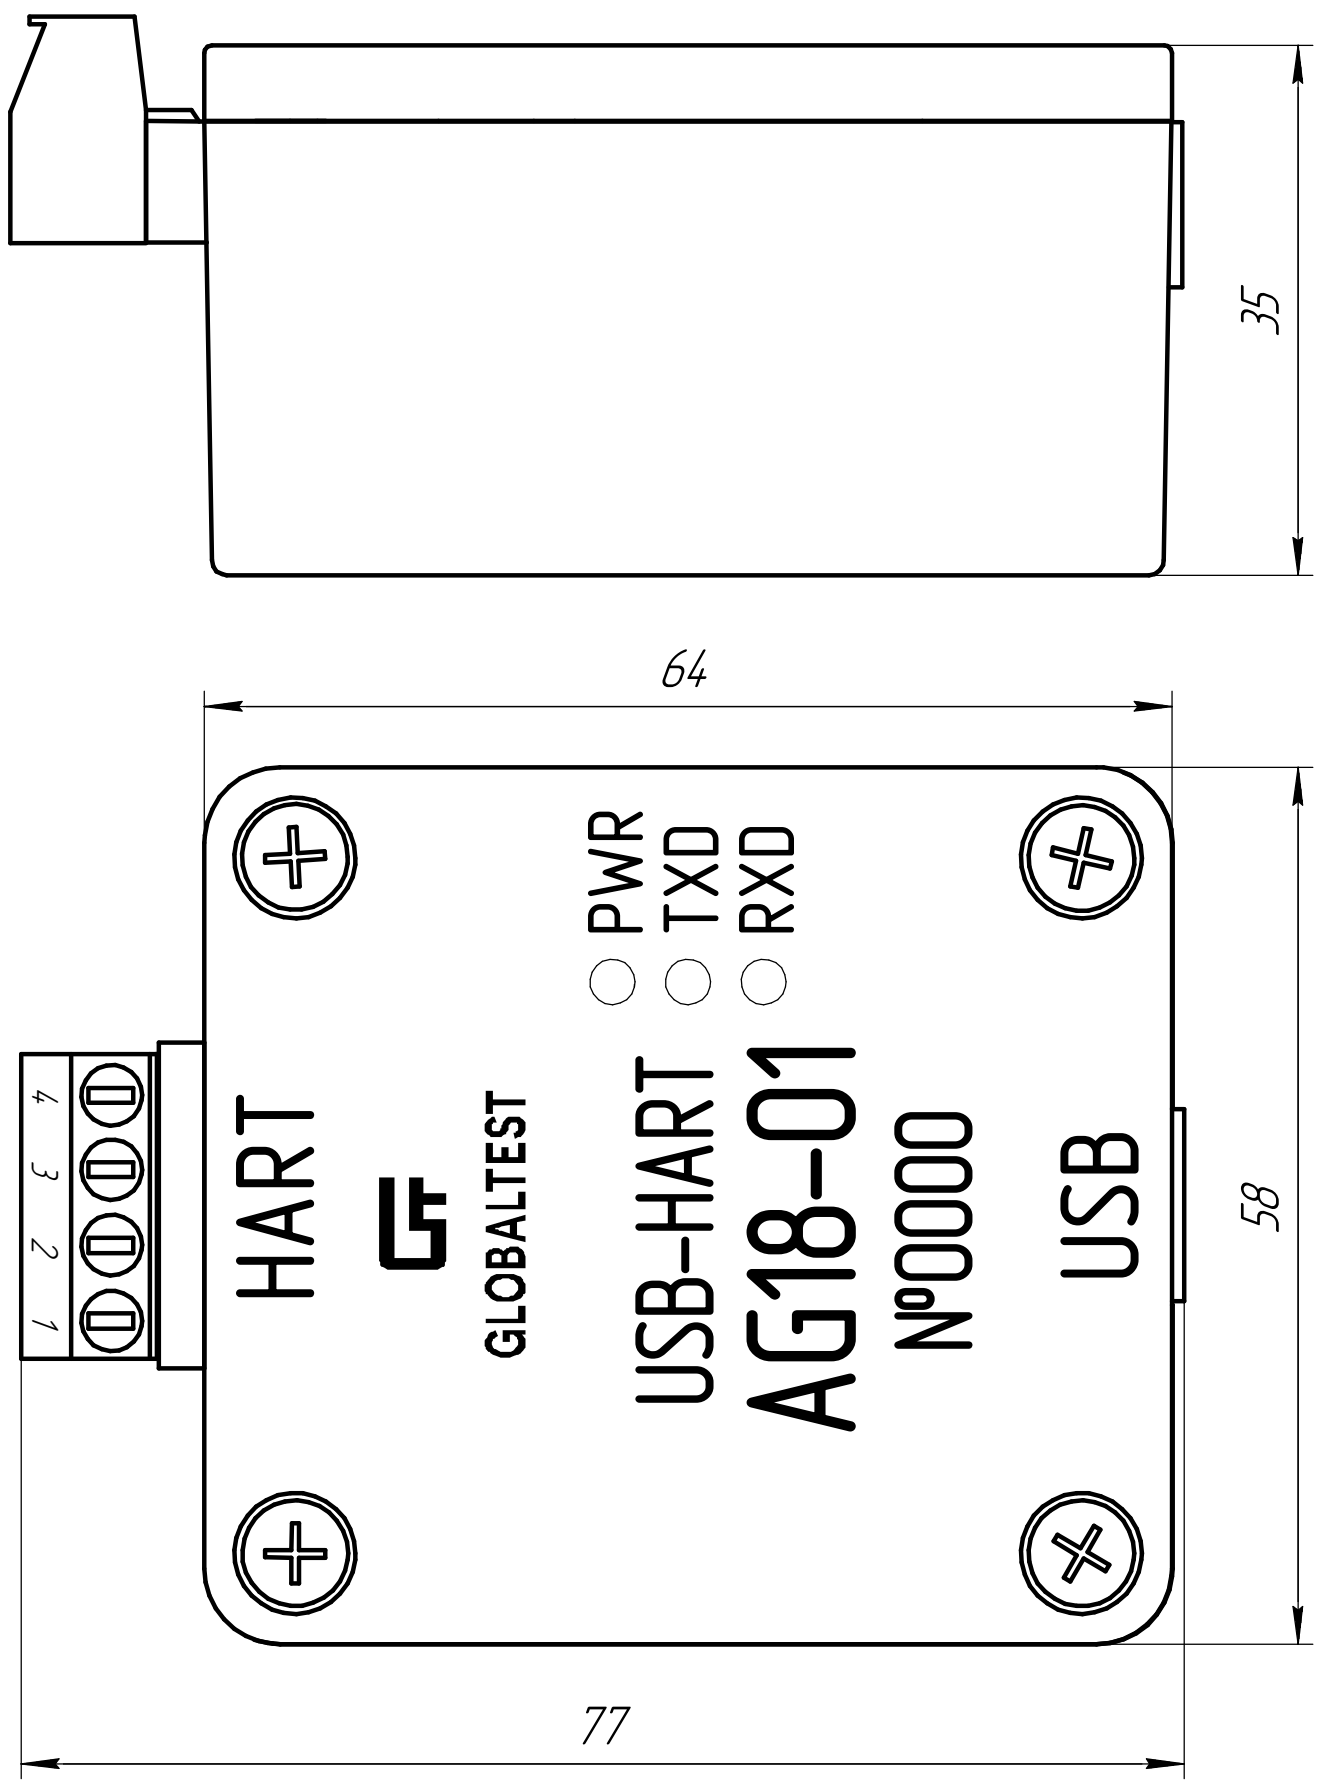 35
64
PWR
TXD
RXD
4
3
2
1
HART
GLOBALTEST
USB-HART
AG18-01
№0000
USB
58
77